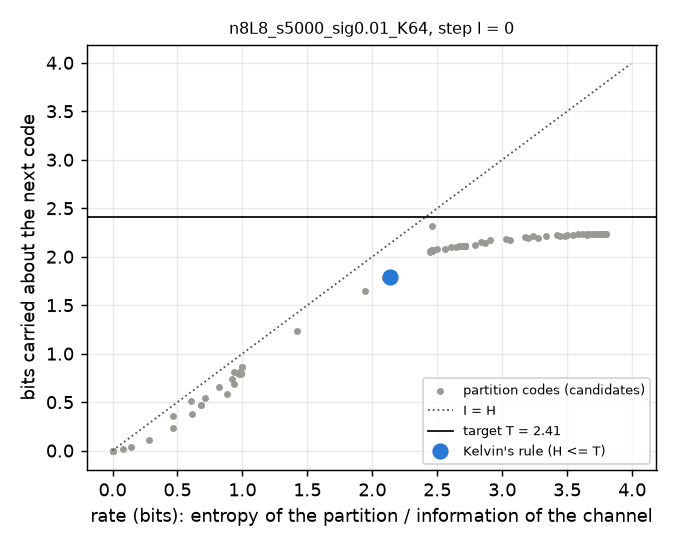 n8L8_s5000_sig0.01_K64, step l = 0
bits carried about the next code
4.0
3.5
3.0
2.5
2.0
1.5
1.0
0.5
0.0
partition codes (candidates)
I = H
target T = 2.41
Kelvin's rule (H <= T)
0.0 0.5 1.0 1.5 2.0 2.5 3.0 3.5 4.0
rate (bits): entropy of the partition / information of the channel